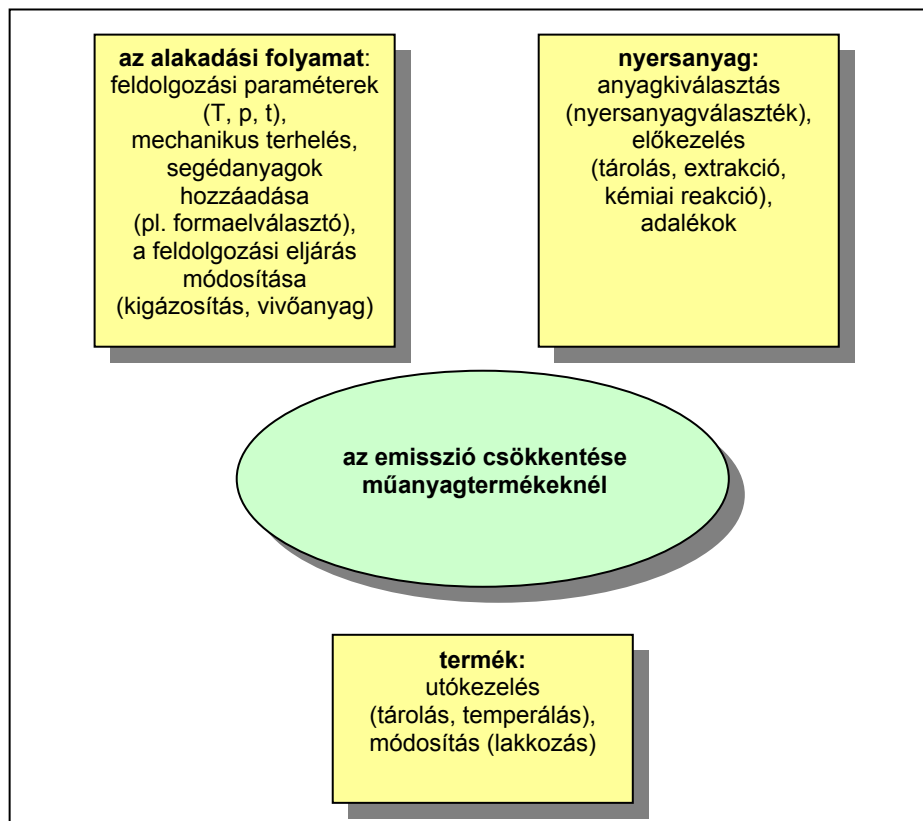 az alakadási folyamat:
feldolgozási paraméterek
(T, p, t),
mechanikus terhelés,
segédanyagok
hozzáadása
(pl. formaelválasztó),
a feldolgozási eljárás
módosítása
(kigázosítás, vivőanyag)
nyersanyag:
anyagkiválasztás
(nyersanyagválaszték),
előkezelés
(tárolás, extrakció,
kémiai reakció),
adalékok
az emisszió csökkentése
műanyagtermékeknél
termék:
utókezelés
(tárolás, temperálás),
módosítás (lakkozás)